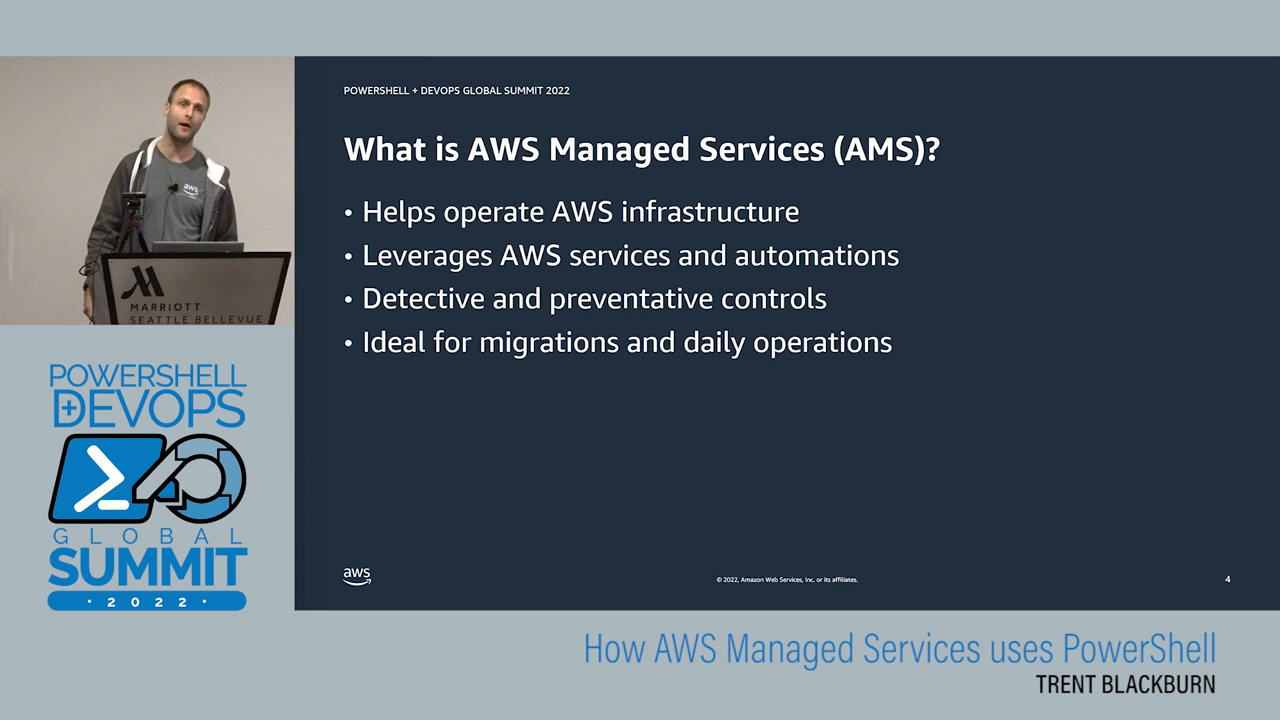 POWERSHELL + DEVOPS GLOBAL SUMMIT 2022
What is AWS Managed Services (AMS)?
• Helps operate AWS infrastructure
• Leverages AWS services and automations
• Detective and preventative controls
• Ideal for migrations and daily operations
aws
© 2022, Amazon Web Services, Inc. or its affiliates.
4
aws
MARRIOTT
SEATTLE BELLEVUE
POWERSHELL
+ DEVOPS
GLOBAL
SUMMIT
· 2022 ·
How AWS Managed Services uses PowerShell
TRENT BLACKBURN